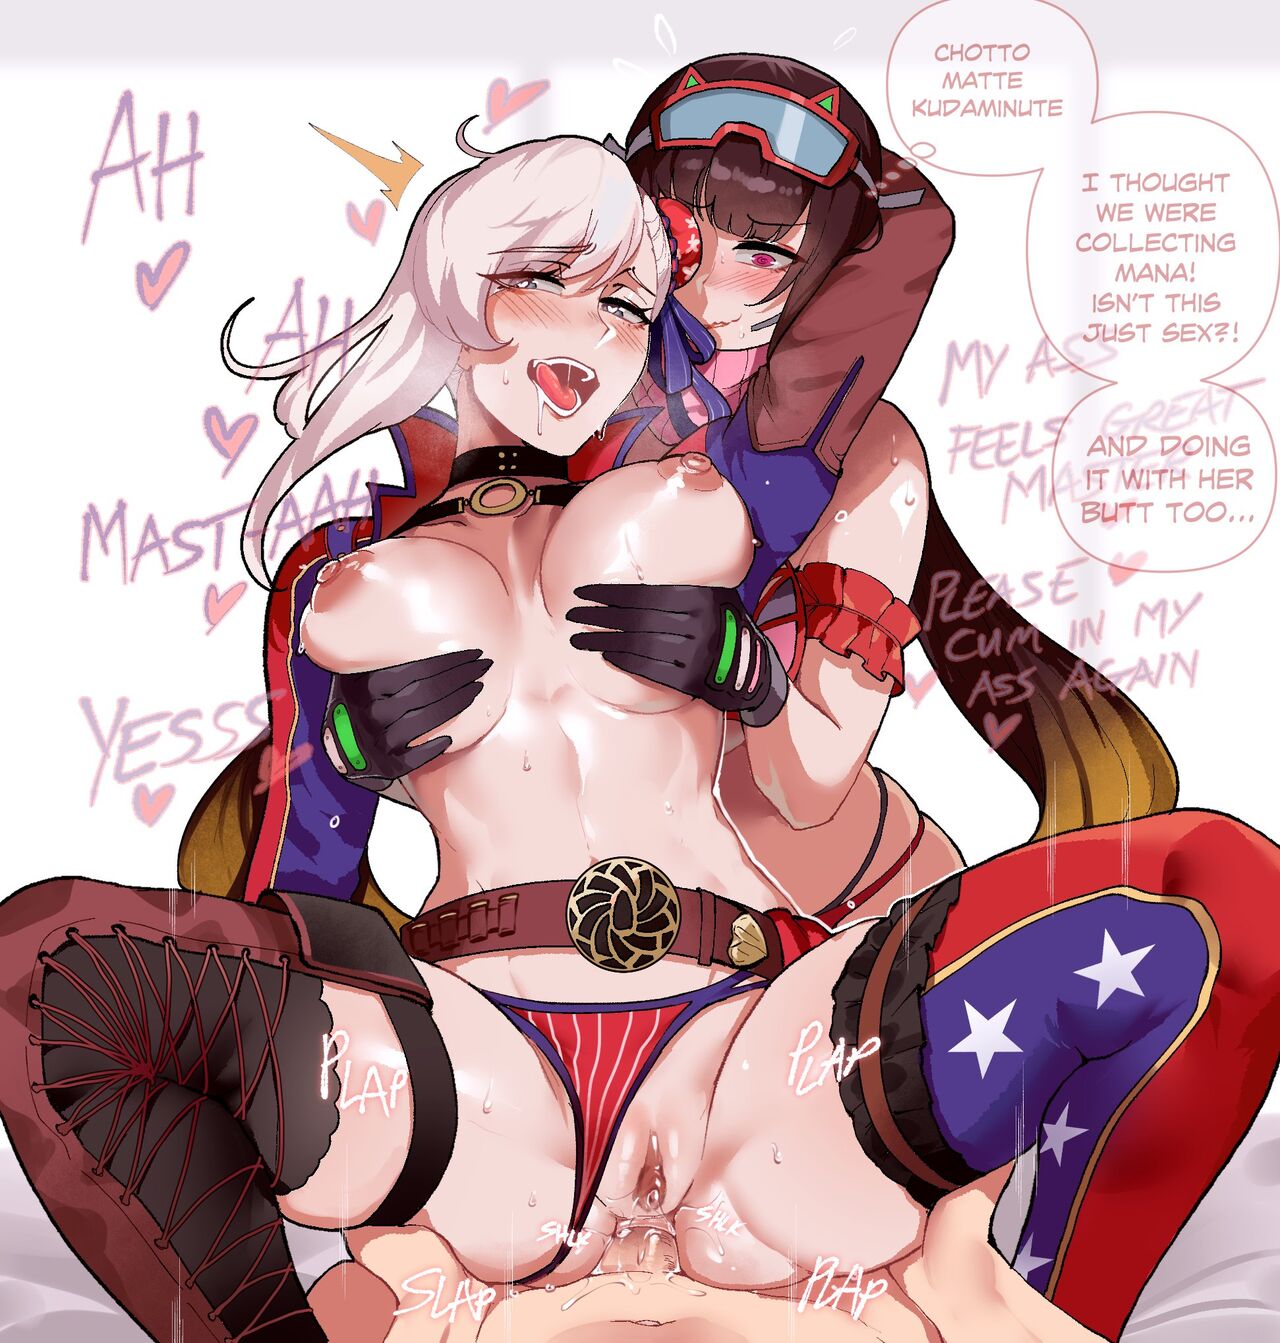 CHOTTO
MATTE
KUDAMINUTE
I THOUGHT
WE WERE
COLLECTING
MANA!
ISN'T THIS
JUST SEX?!
AND DOING
IT WITH HER
BUTT TOO...
AH
AH
MAST-AAAH
YESSS
MY ASS
FEELS GREAT
PLEASE
CUM IN MY
ASS AGAIN
PLAP
PLAP
SHLK
SHLK
SLAP
PLAP